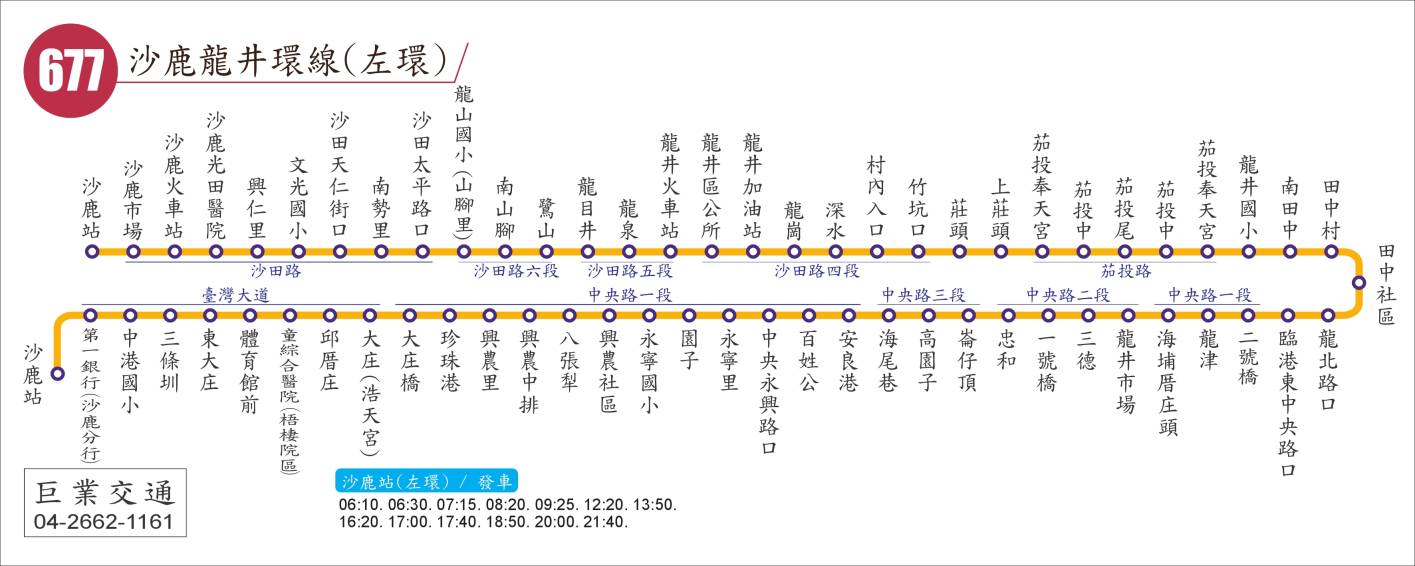 677
沙鹿龍井環線(左環)
沙鹿站
沙鹿市場
沙鹿火車站
沙鹿光田醫院
興仁里
文光國小
沙田天仁街口
南勢里
沙田太平路口
龍山國小(山腳里)
南山腳
鷺山
龍目井
龍泉
龍井火車站
龍井區公所
龍井加油站
龍崗
深水
村內入口
竹坑口
莊頭
上莊頭
茄投奉天宮
茄投中
茄投尾
茄投中
茄投奉天宮
龍井國小
南田中
田中村
沙田路
沙田路六段
沙田路五段
沙田路四段
茄投路
田中社區
臺灣大道
中央路一段
中央路三段
中央路二段
中央路一段
沙鹿站
第一銀行(沙鹿分行)
中港國小
三條圳
東大庄
體育館前
童綜合醫院(梧棲院區)
邱厝庄
大庄(浩天宮)
大庄橋
珍珠港
興農里
興農中排
八張犁
興農社區
永寧國小
園子
永寧里
中央永興路口
百姓公
安良港
海尾巷
高園子
崙仔頂
忠和
一號橋
三德
龍井市場
海埔厝庄頭
龍津
二號橋
臨港東中央路口
龍北路口
巨業交通
04-2662-1161
沙鹿站(左環) / 發車
06:10. 06:30. 07:15. 08:20. 09:25. 12:20. 13:50.
16:20. 17:00. 17:40. 18:50. 20:00. 21:40.